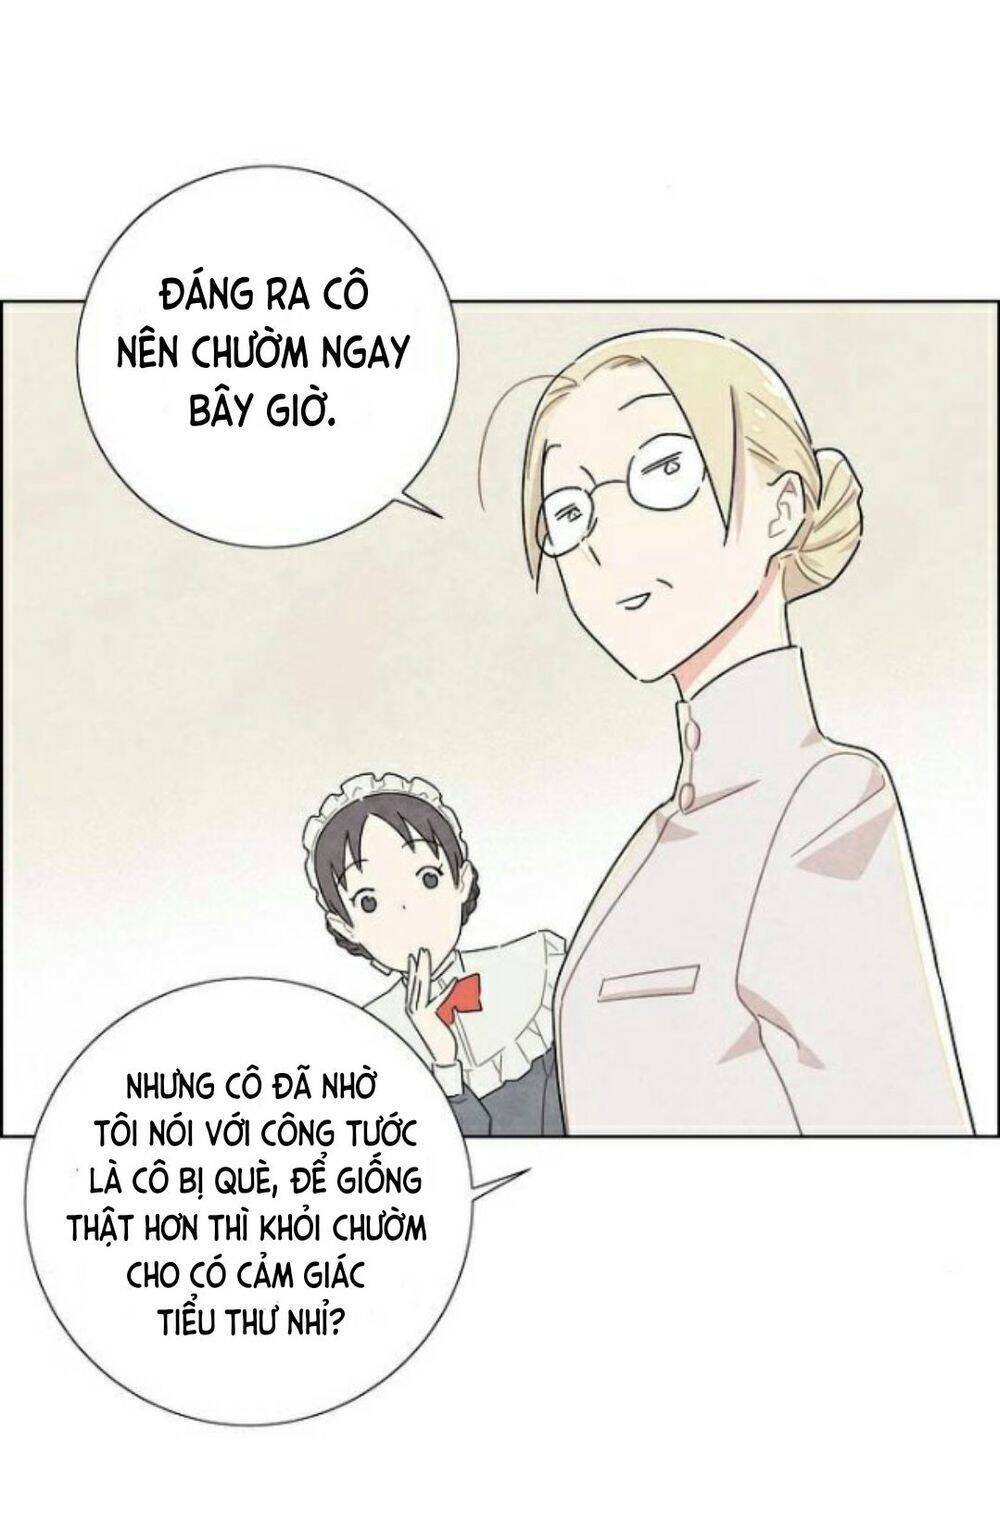 ĐÁNG RA CÔ
NÊN CHƯỜM NGAY
BÂY GIỜ.
NHƯNG CÔ ĐÃ NHỜ
TÔI NÓI VỚI CÔNG TƯỚC
LÀ CÔ BỊ QUÈ, ĐỂ GIỐNG
THẬT HƠN THÌ KHỎI CHƯỜM
CHO CÓ CẢM GIÁC
TIỂU THƯ NHỈ?